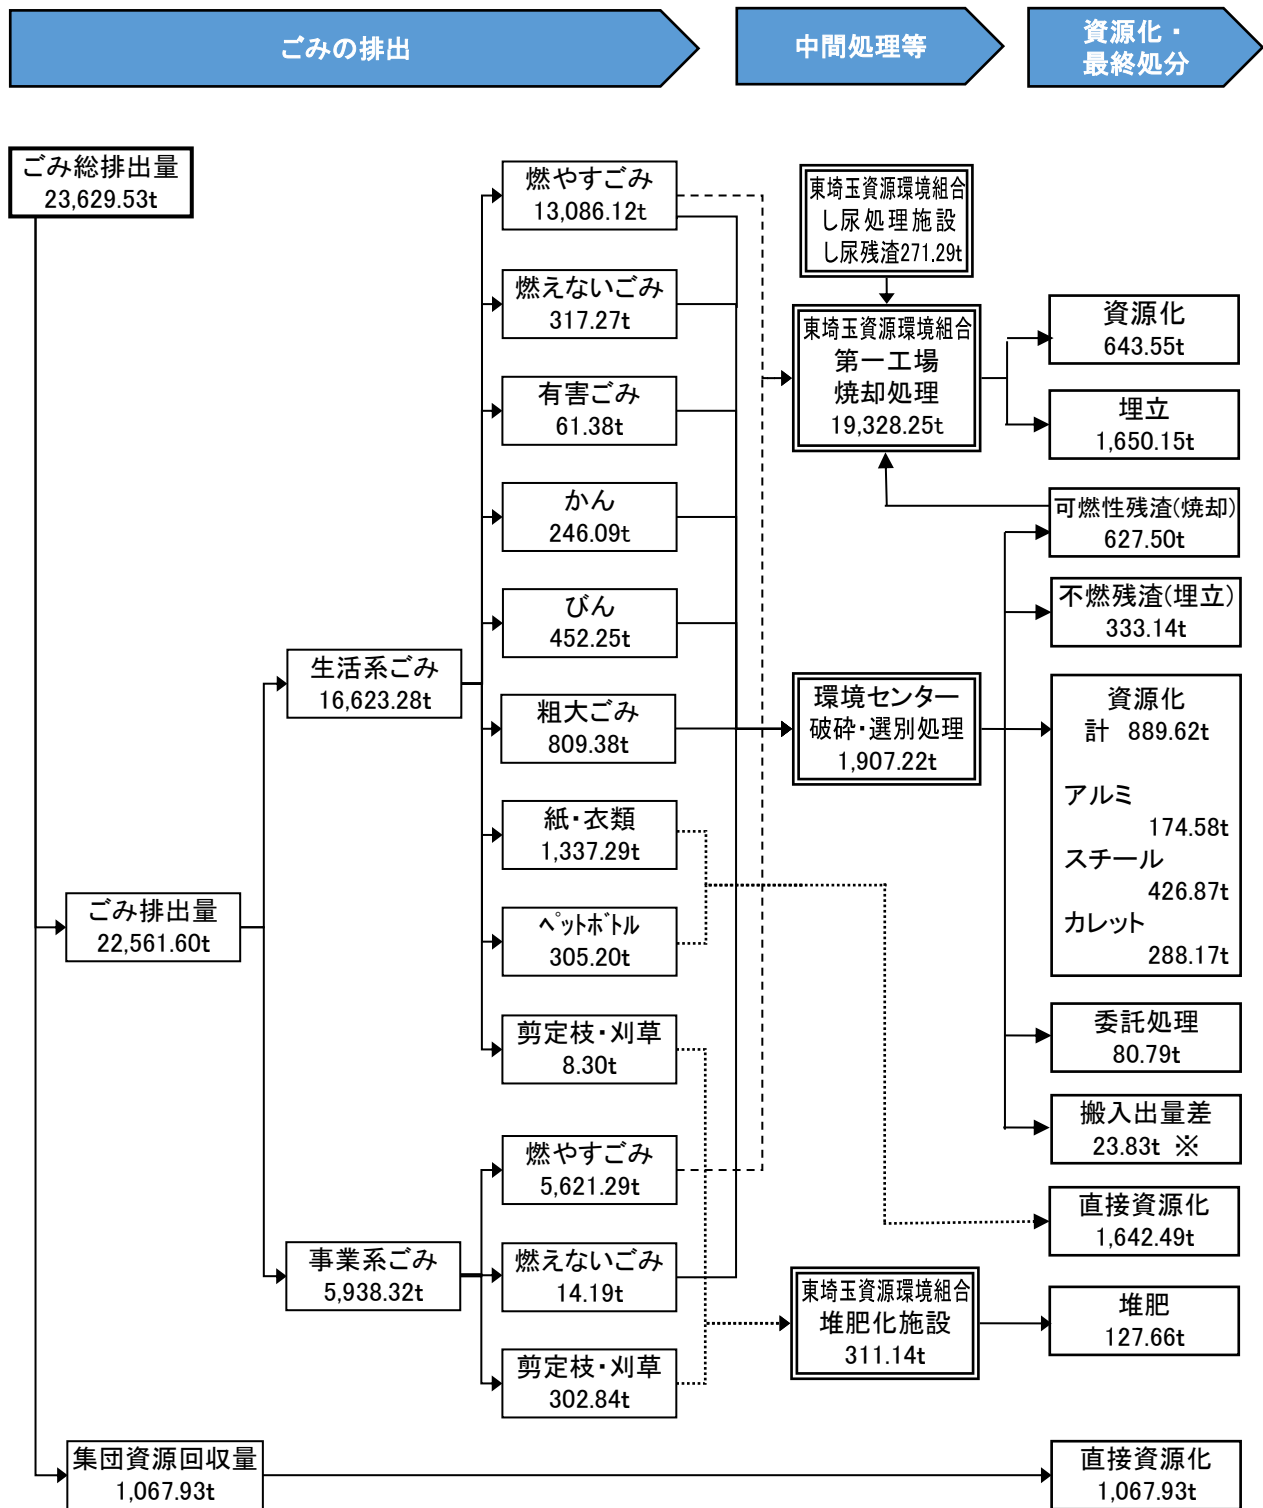 ごみの排出
中間処理等
資源化・
最終処分
ごみ総排出量
23,629.53t
ごみ排出量
22,561.60t
集団資源回収量
1,067.93t
生活系ごみ
16,623.28t
事業系ごみ
5,938.32t
燃やすごみ
13,086.12t
燃えないごみ
317.27t
有害ごみ
61.38t
かん
246.09t
びん
452.25t
粗大ごみ
809.38t
紙・衣類
1,337.29t
ペットボトル
305.20t
剪定枝・刈草
8.30t
燃やすごみ
5,621.29t
燃えないごみ
14.19t
剪定枝・刈草
302.84t
東埼玉資源環境組合
し尿処理施設
し尿残渣271.29t
東埼玉資源環境組合
第一工場
焼却処理
19,328.25t
環境センター
破砕・選別処理
1,907.22t
東埼玉資源環境組合
堆肥化施設
311.14t
資源化
643.55t
埋立
1,650.15t
可燃性残渣(焼却)
627.50t
不燃残渣(埋立)
333.14t
資源化
計 889.62t
アルミ
174.58t
スチール
426.87t
カレット
288.17t
委託処理
80.79t
搬入出量差
23.83t ※
直接資源化
1,642.49t
堆肥
127.66t
直接資源化
1,067.93t